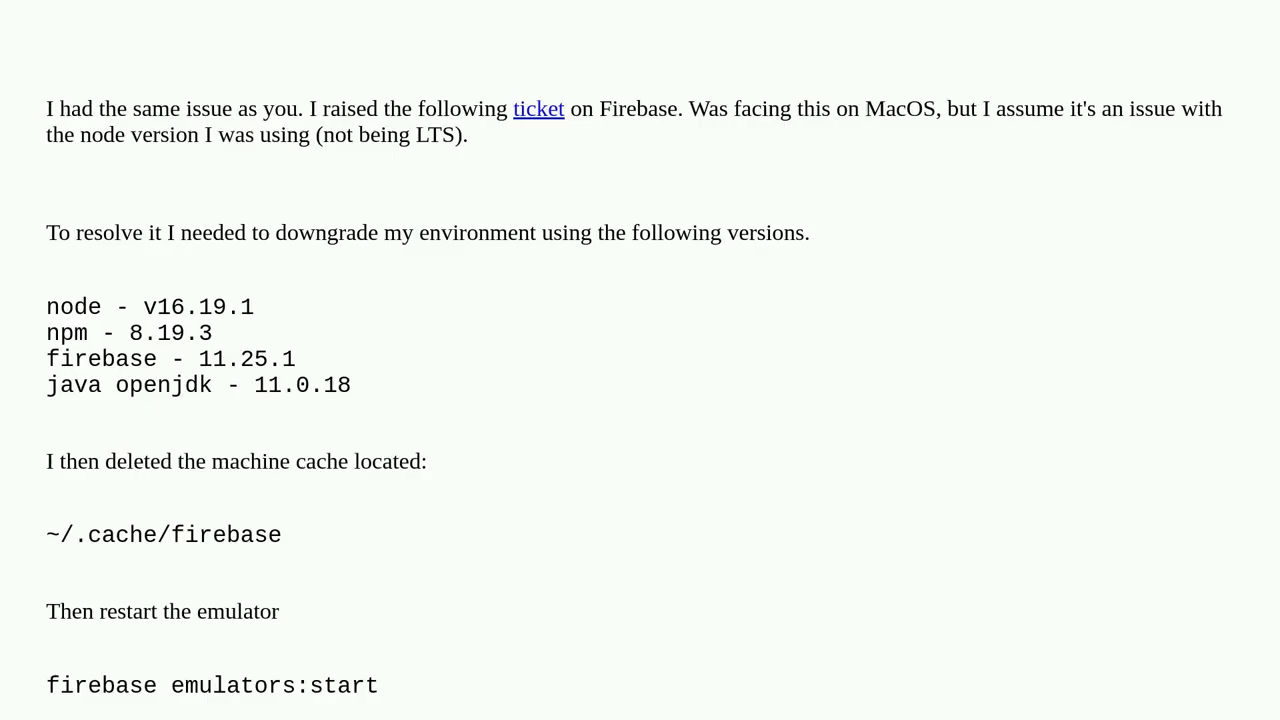 I had the same issue as you. I raised the following ticket on Firebase. Was facing this on MacOS, but I assume it's an issue with
the node version I was using (not being LTS).
To resolve it I needed to downgrade my environment using the following versions.
node - v16.19.1
npm - 8.19.3
firebase - 11.25.1
java openjdk - 11.0.18
I then deleted the machine cache located:
~/.cache/firebase
Then restart the emulator
firebase emulators:start